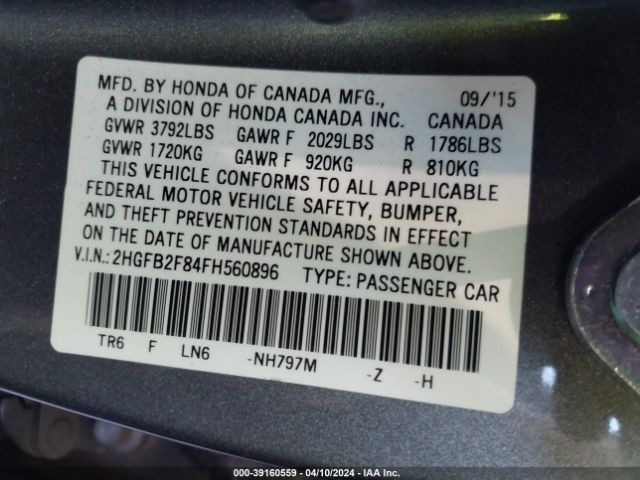 MFD. BY HONDA OF CANADA MFG., 09/'15
A DIVISION OF HONDA CANADA INC. CANADA
GVWR 3792LBS GAWR F 2029LBS R 1786LBS
GVWR 1720KG GAWR F 920KG R 810KG
THIS VEHICLE CONFORMS TO ALL APPLICABLE
FEDERAL MOTOR VEHICLE SAFETY, BUMPER,
AND THEFT PREVENTION STANDARDS IN EFFECT
ON THE DATE OF MANUFACTURE SHOWN ABOVE.
V.I.N.:2HGFB2F84FH560896 TYPE: PASSENGER CAR
TR6 F LN6 -NH797M -Z -H
000-39160559 - 04/10/2024 - IAA Inc.